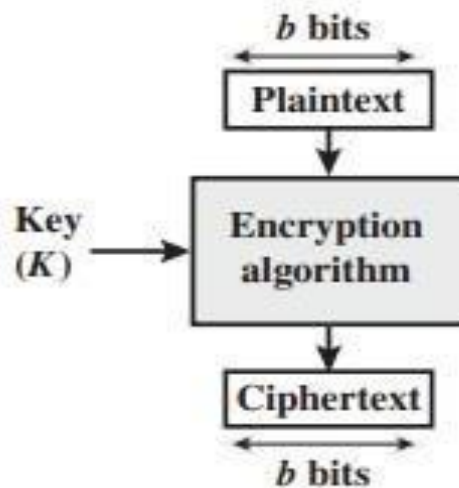 b bits
Plaintext
Key
(K)
Encryption
algorithm
Ciphertext
b bits